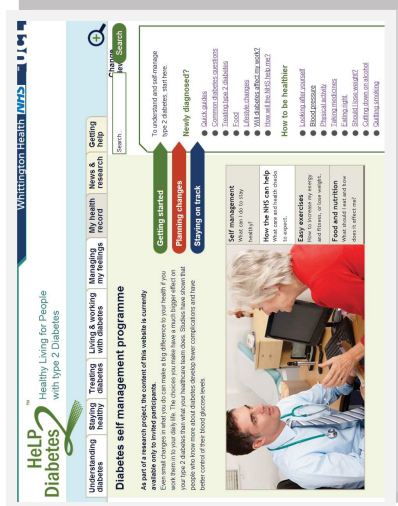 Whittington Health NHS
HeLP
Diabetes
Healthy Living for People
with type 2 Diabetes
Understanding diabetes
Staying healthy
Treating diabetes
Living & working with diabetes
Managing my feelings
My health record
News & research
Getting help
Search...
Search
Diabetes self management programme
As part of a research project, the content of this website is currently
available only to invited participants.
Even small changes in what you do can make a big difference to your health if you
work them in to your daily life. The choices you make have a much bigger effect on
your type 2 diabetes than what your healthcare team does. Studies have shown that
people who know more about diabetes develop fewer complications and have
better control of their blood glucose levels
Self management
What can I do to stay
healthy?
How the NHS can help
What care and health checks
to expect.
Easy exercises
How to increase my energy
and fitness, or lose weight.
Food and nutrition
What should I eat and how
does it affect me?
Getting started
Planning changes
Staying on track
To understand and self-manage
type 2 diabetes, start here.
Newly diagnosed?
Quick guides
Common diabetes questions
Treating type 2 diabetes
Food
Lifestyle changes
Will diabetes affect my work?
How will the NHS help me?
How to be healthier
Looking after yourself
Blood pressure
Physical activity
Taking medicines
Eating right
Should I lose weight?
Cutting down on alcohol
Quitting smoking